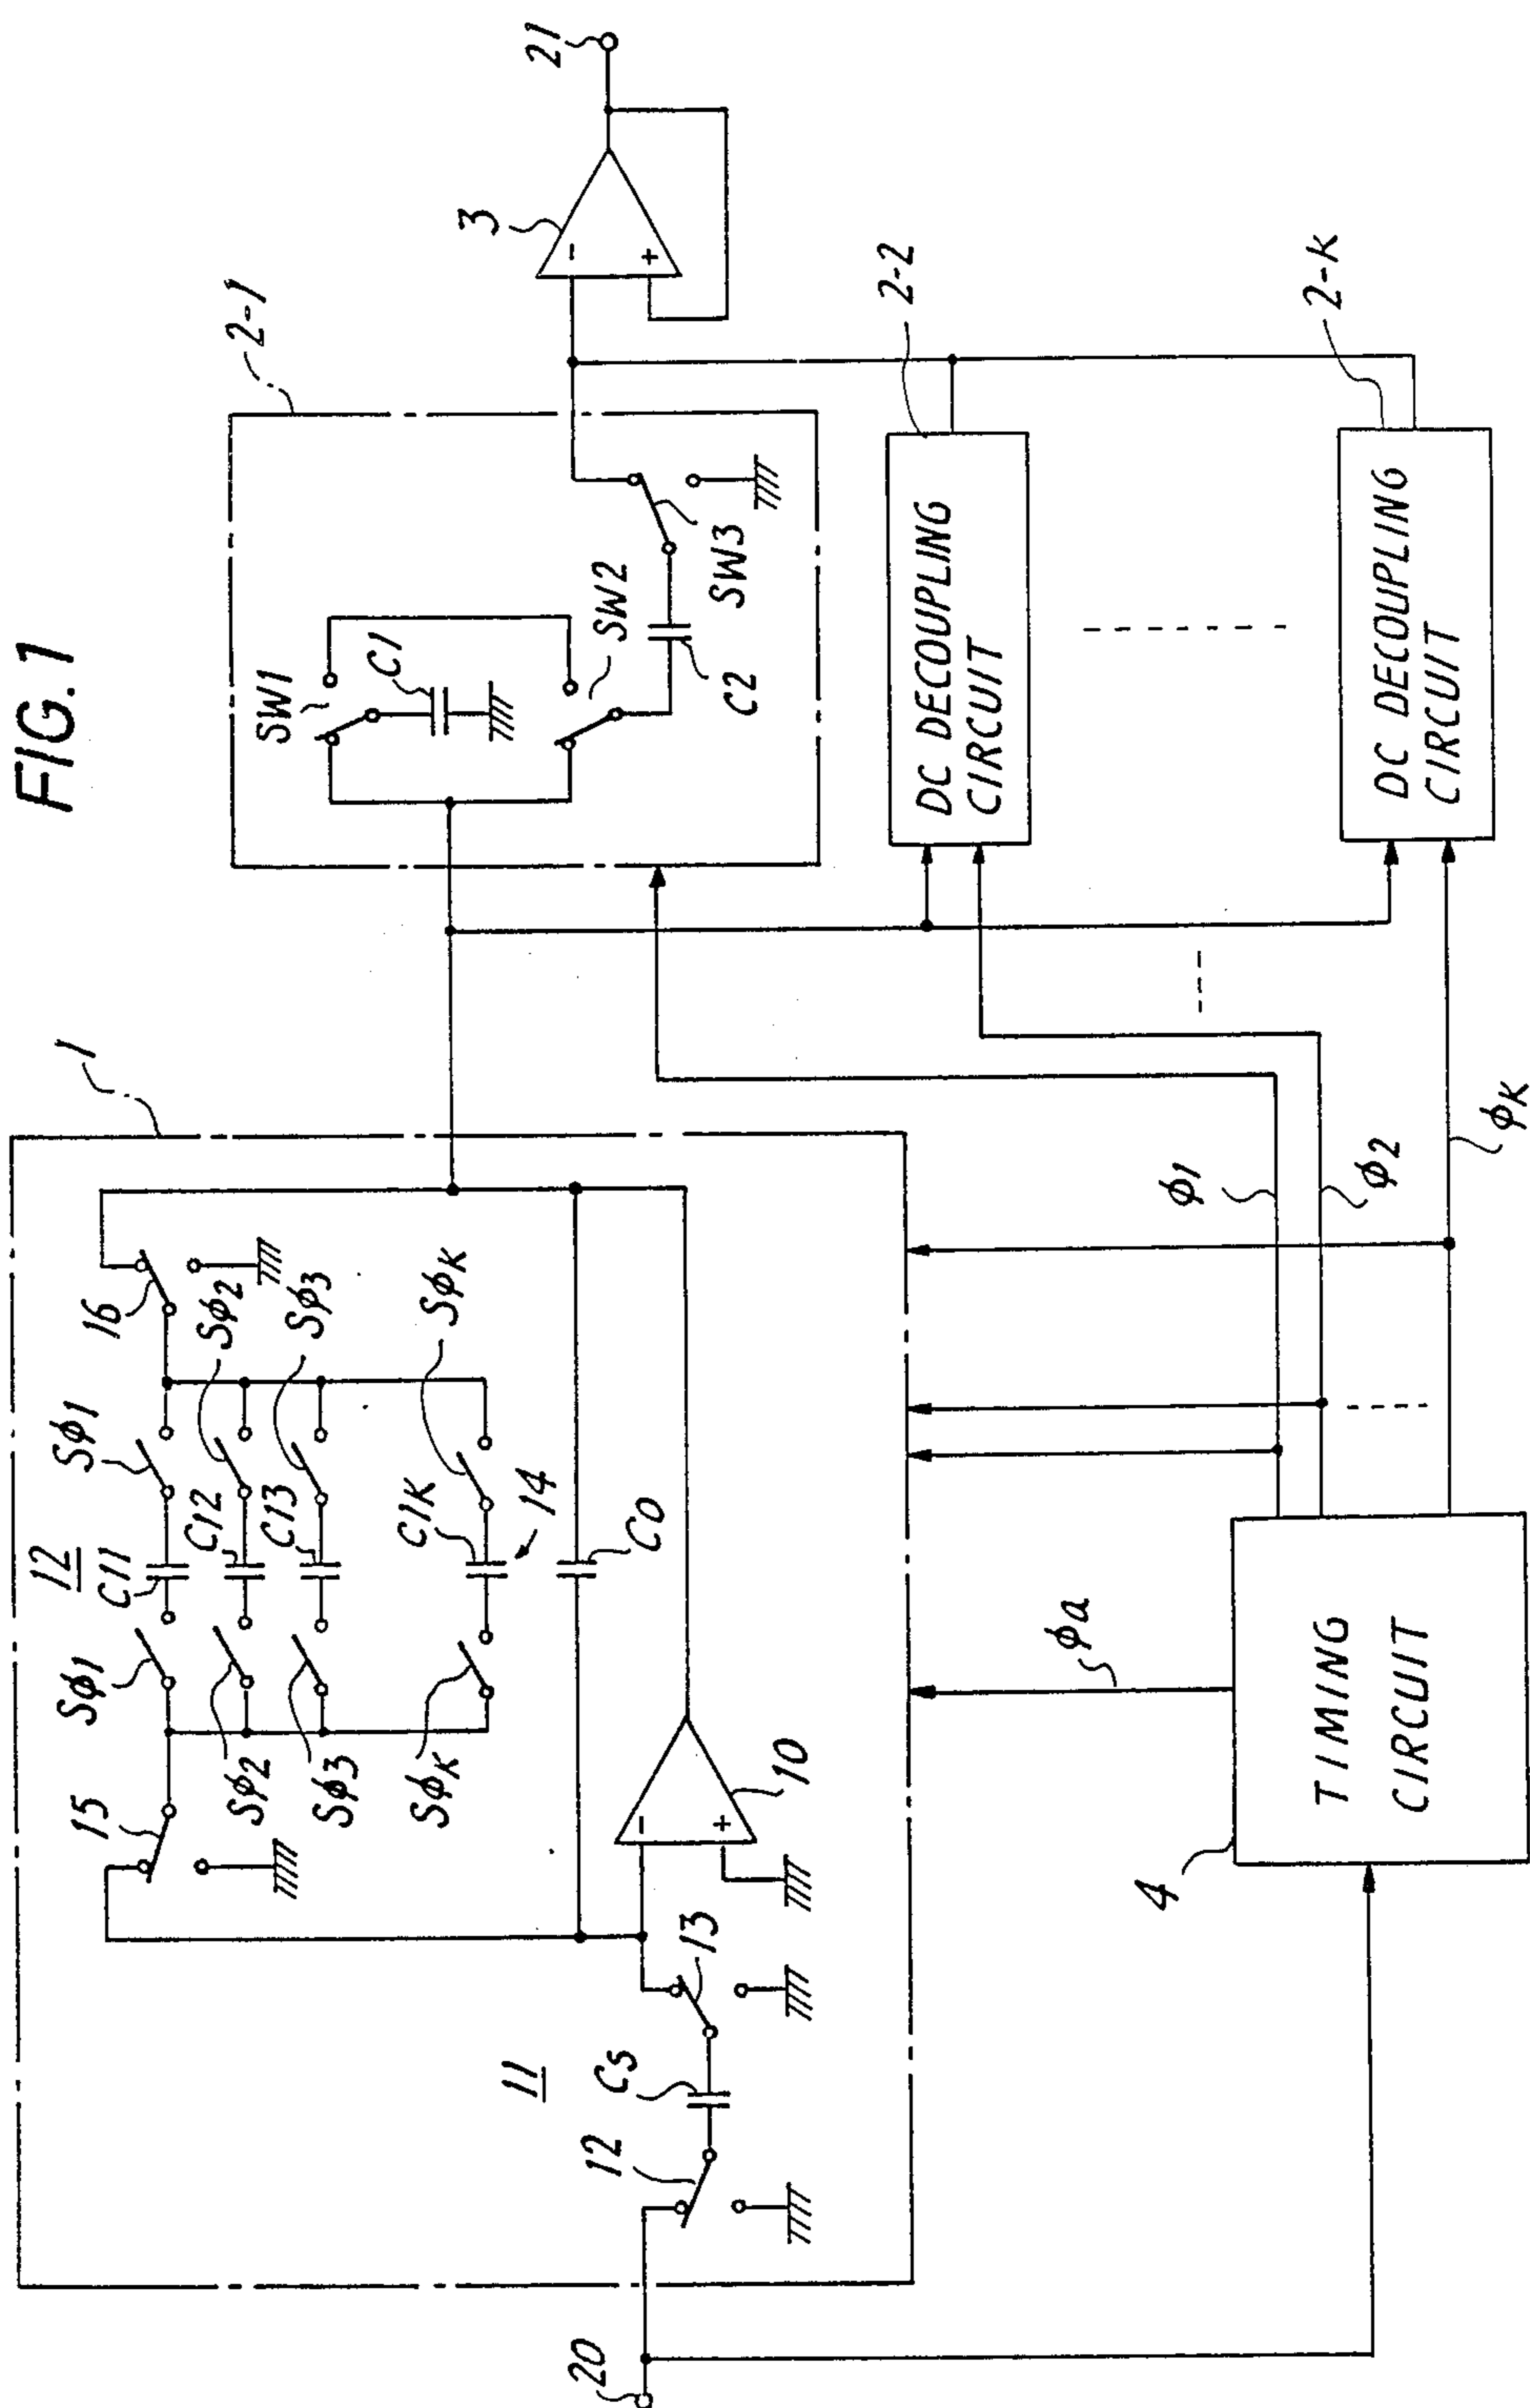 FIG. 1
1
12
Sφ1
C11
Sφ1
16
15
Sφ2
C12
Sφ2
Sφ3
C13
Sφ3
SφK
C1K
SφK
14
C0
10
-
+
11
12
CS
13
20
2-1
SW1
C1
SW2
C2
SW3
3
-
+
21
2-2
DC DECOUPLING
CIRCUIT
2-K
DC DECOUPLING
CIRCUIT
φa
φ1
φ2
φK
4
TIMING
CIRCUIT